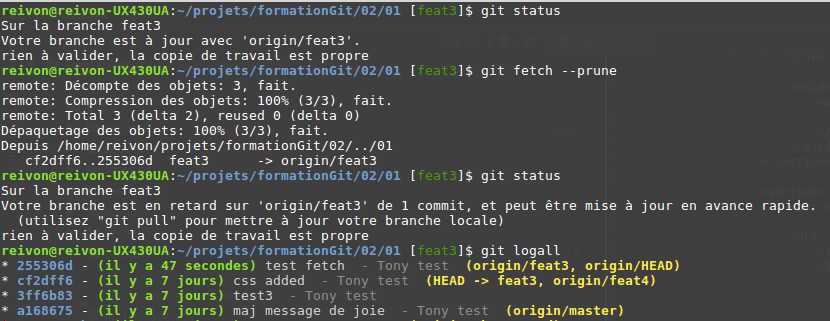 reivon@reivon-UX430UA:~/projets/formationGit/02/01 [feat3]$ git status
Sur la branche feat3
Votre branche est à jour avec 'origin/feat3'.
rien à valider, la copie de travail est propre
reivon@reivon-UX430UA:~/projets/formationGit/02/01 [feat3]$ git fetch --prune
remote: Décompte des objets: 3, fait.
remote: Compression des objets: 100% (3/3), fait.
remote: Total 3 (delta 2), reused 0 (delta 0)
Dépaquetage des objets: 100% (3/3), fait.
Depuis /home/reivon/projets/formationGit/02/../01
   cf2dff6..255306d  feat3      -> origin/feat3
reivon@reivon-UX430UA:~/projets/formationGit/02/01 [feat3]$ git status
Sur la branche feat3
Votre branche est en retard sur 'origin/feat3' de 1 commit, et peut être mise à jour en avance rapide.
  (utilisez "git pull" pour mettre à jour votre branche locale)
rien à valider, la copie de travail est propre
reivon@reivon-UX430UA:~/projets/formationGit/02/01 [feat3]$ git logall
* 255306d - (il y a 47 secondes) test fetch  - Tony test  (origin/feat3, origin/HEAD)
* cf2dff6 - (il y a 7 jours) css added  - Tony test  (HEAD -> feat3, origin/feat4)
* 3ff6b83 - (il y a 7 jours) test3  - Tony test
* a168675 - (il y a 7 jours) maj message de joie  - Tony test  (origin/master)